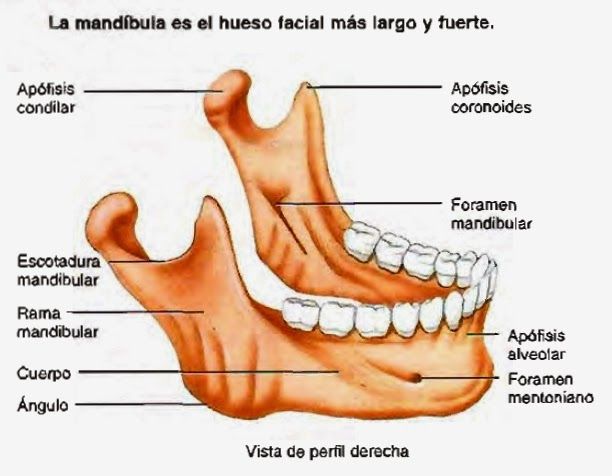 La mandíbula es el hueso facial más largo y fuerte.
Apófisis
condilar
Apófisis
coronoides
Foramen
mandibular
Escotadura
mandibular
Rama
mandibular
Apófisis
alveolar
Cuerpo
Foramen
mentoniano
Ángulo
Vista de perfil derecha